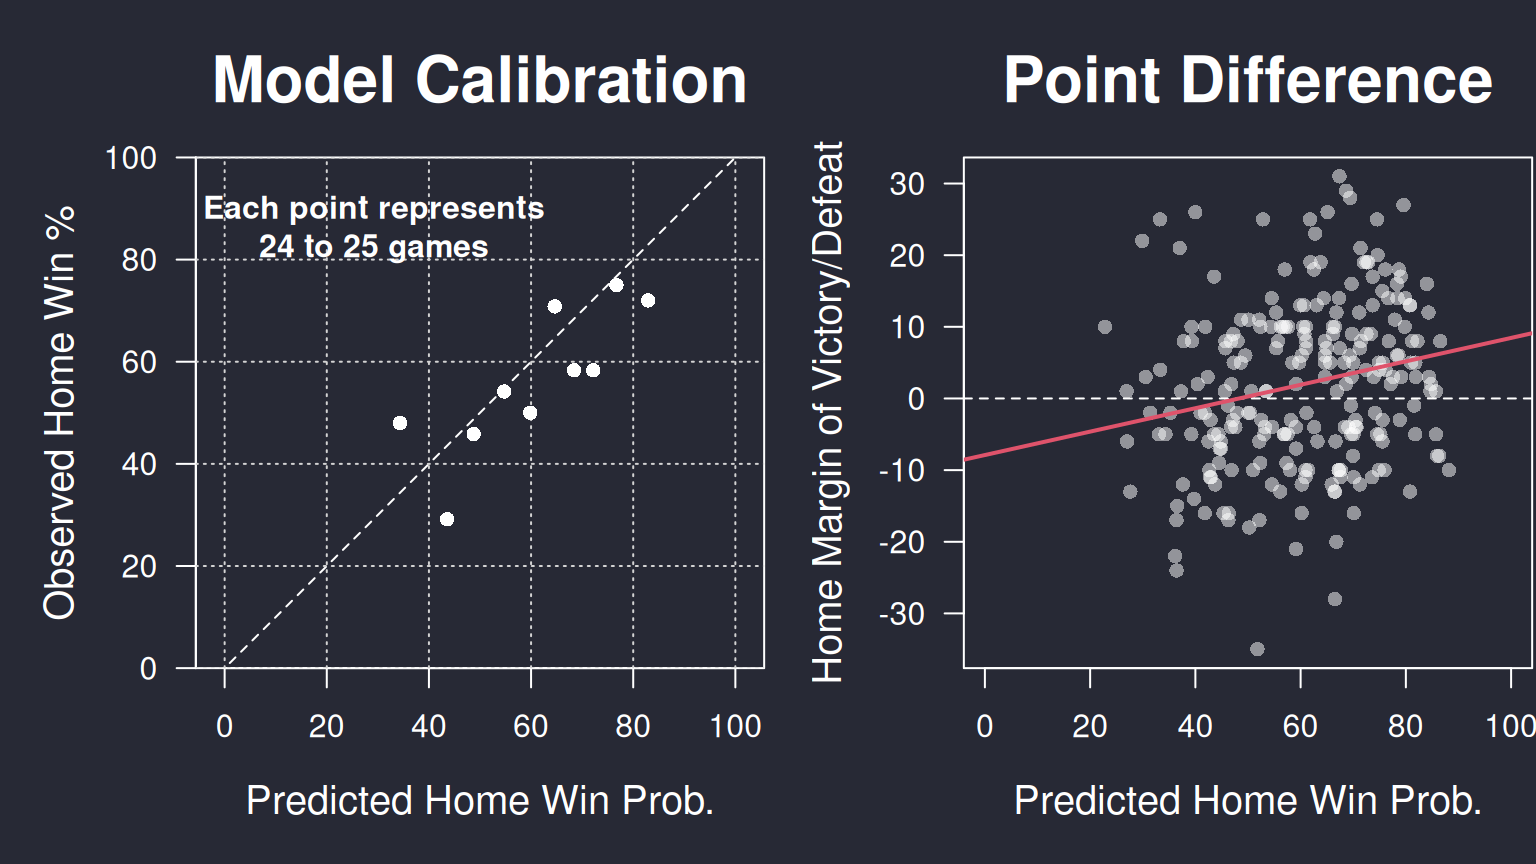 Model Calibration
Observed Home Win %
100
80
60
40
20
0
Each point represents
24 to 25 games
0 20 40 60 80 100
Predicted Home Win Prob.
Point Difference
Home Margin of Victory/Defeat
30
20
10
0
-10
-20
-30
0 20 40 60 80 100
Predicted Home Win Prob.